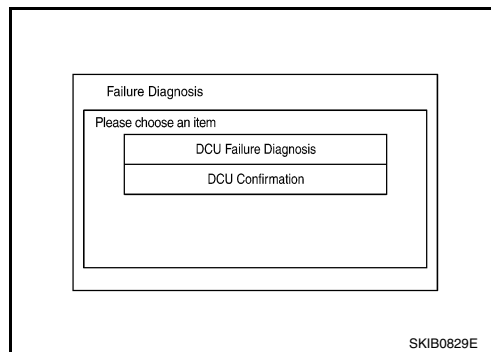 Failure Diagnosis
Please choose an item
DCU Failure Diagnosis
DCU Confirmation
SKIB0829E